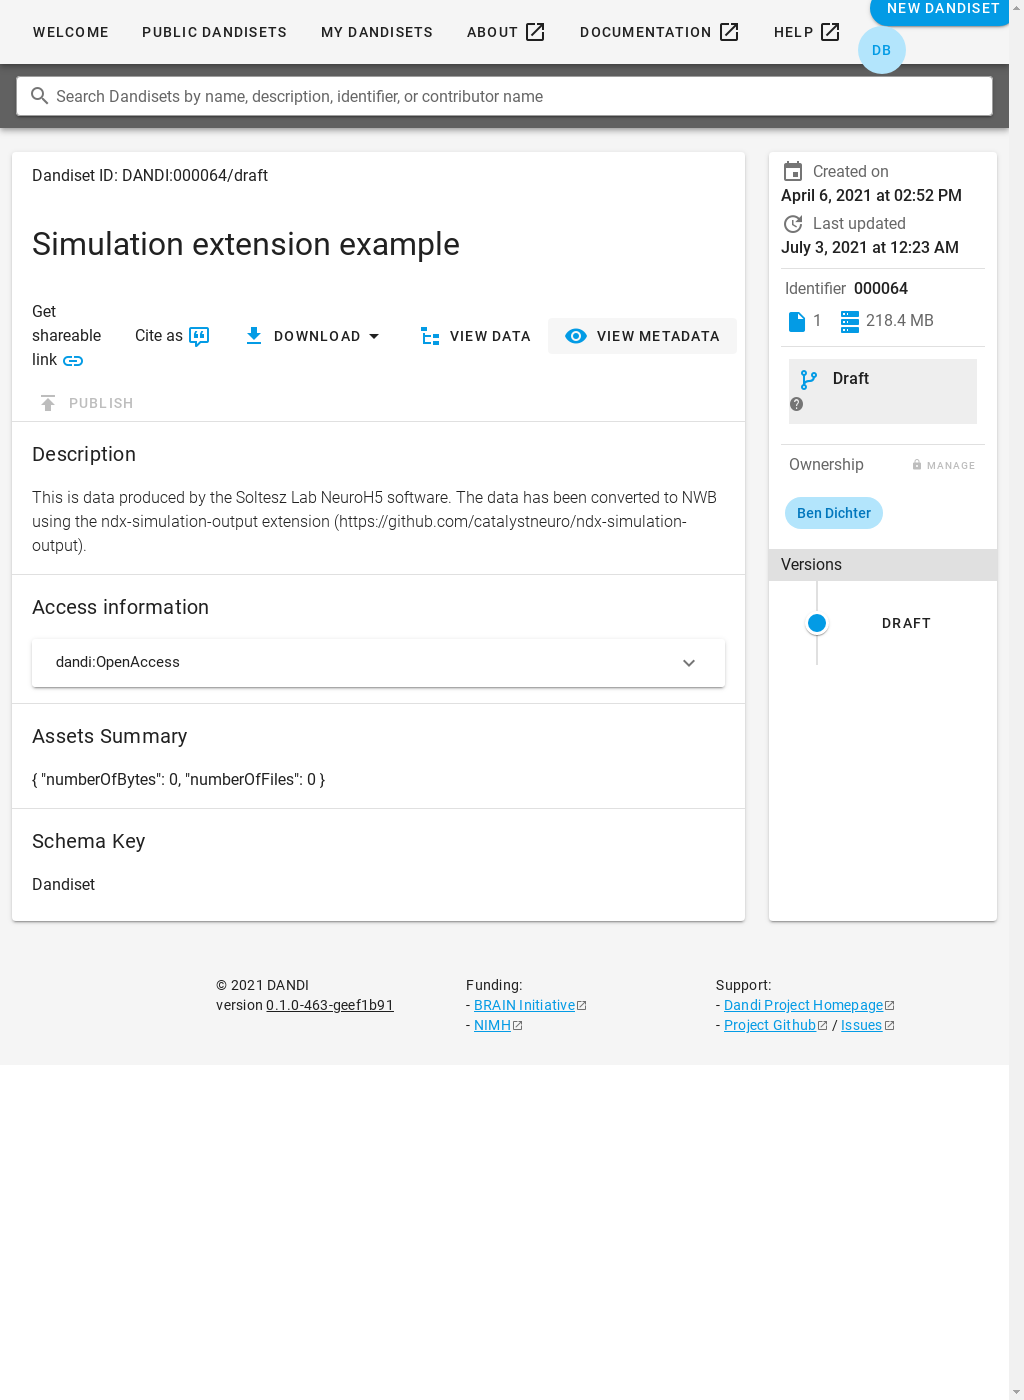 WELCOME PUBLIC DANDISETS MY DANDISETS ABOUT DOCUMENTATION HELP NEW DANDISET
DB
Search Dandisets by name, description, identifier, or contributor name
Dandiset ID: DANDI:000064/draft
Simulation extension example
Get shareable link
Cite as
DOWNLOAD
VIEW DATA
VIEW METADATA
PUBLISH
Description
This is data produced by the Soltesz Lab NeuroH5 software. The data has been converted to NWB
using the ndx-simulation-output extension (https://github.com/catalystneuro/ndx-simulation-
output).
Access information
dandi:OpenAccess
Assets Summary
{ "numberOfBytes": 0, "numberOfFiles": 0 }
Schema Key
Dandiset
Created on
April 6, 2021 at 02:52 PM
Last updated
July 3, 2021 at 12:23 AM
Identifier 000064
1 218.4 MB
Draft
Ownership MANAGE
Ben Dichter
Versions
DRAFT
© 2021 DANDI
version 0.1.0-463-geef1b91
Funding:
- BRAIN Initiative
- NIMH
Support:
- Dandi Project Homepage
- Project Github / Issues